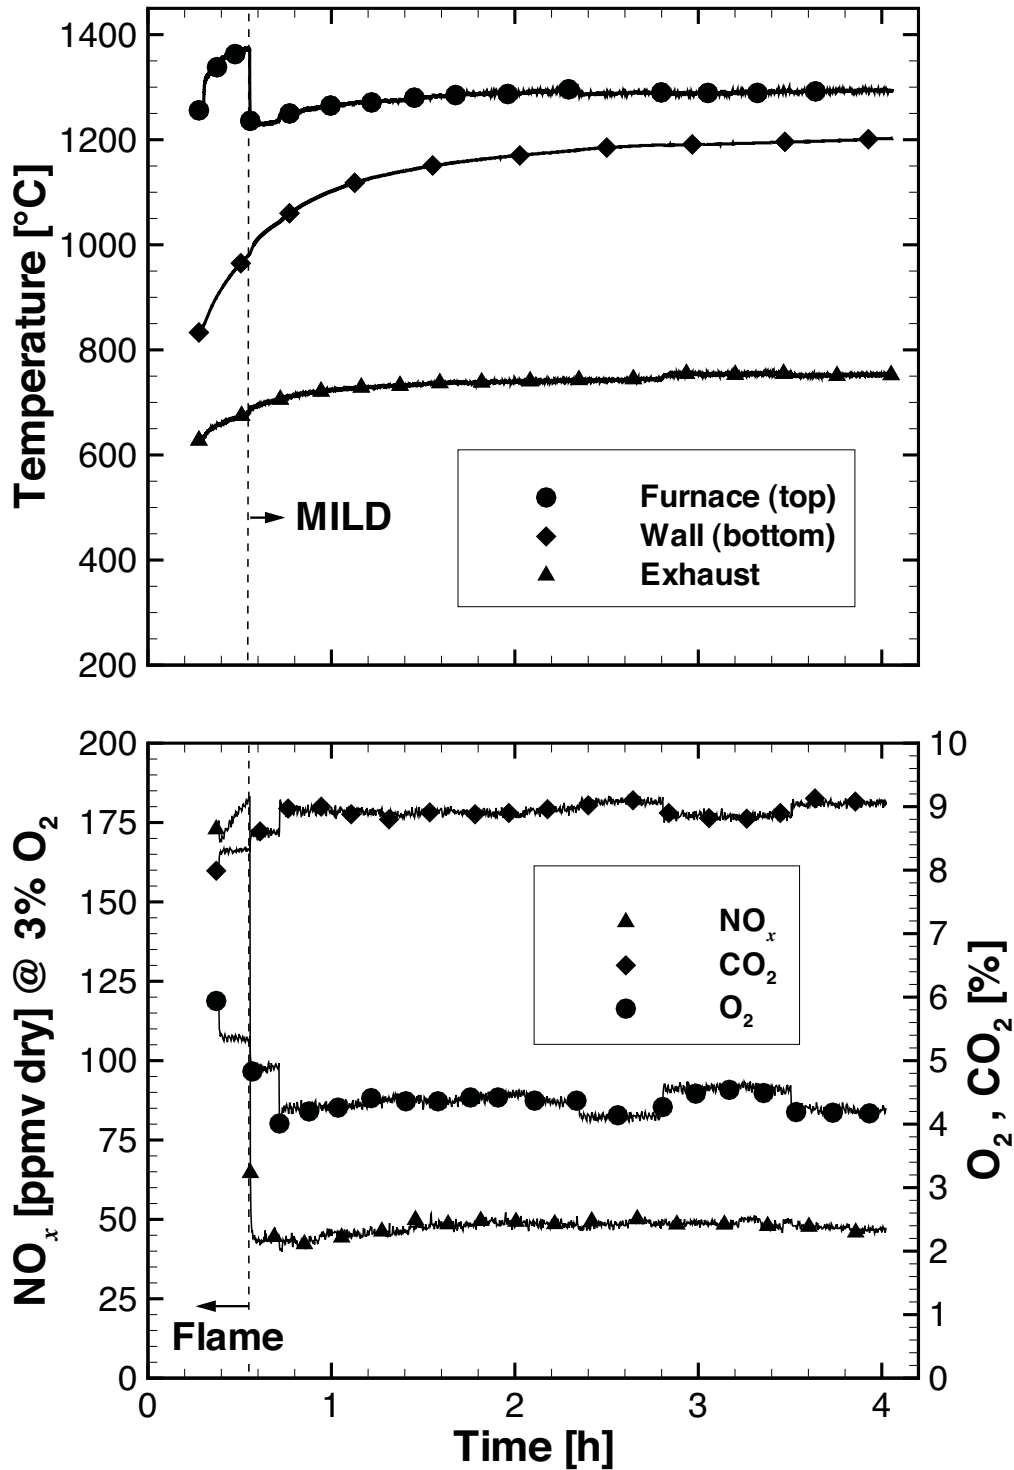 1400
1200
1000
800
600
400
200
Temperature [°C]
MILD
Furnace (top)
Wall (bottom)
Exhaust
200
175
150
125
100
75
50
25
0
NOx [ppmv dry] @ 3% O2
10
9
8
7
6
5
4
3
2
1
0
O2 , CO2 [%]
NOx
CO2
O2
Flame
0 1 2 3 4
Time [h]